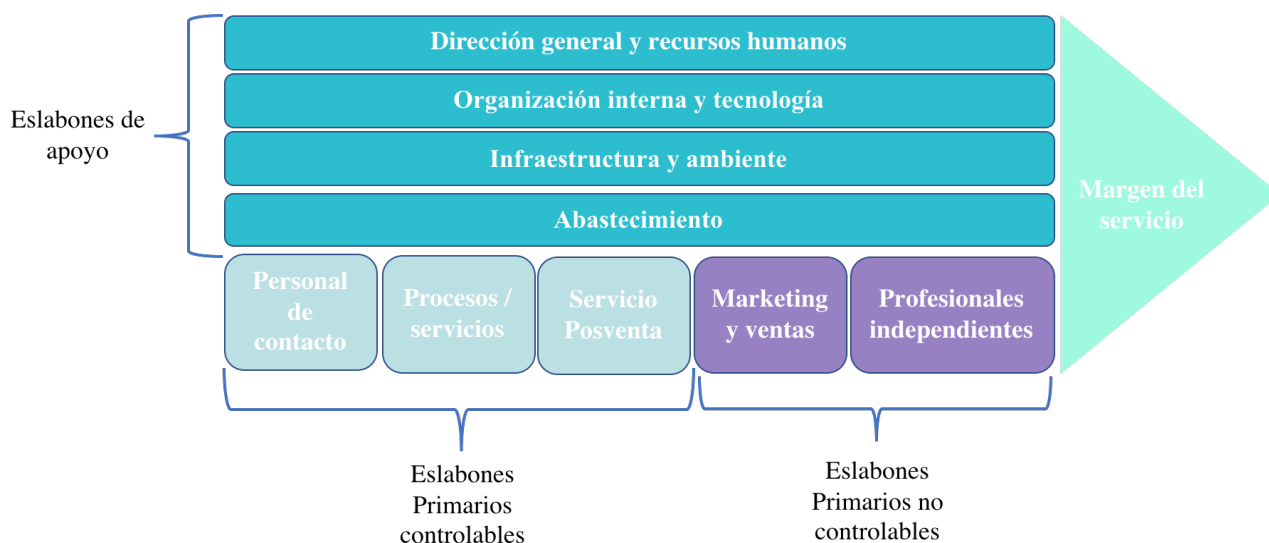 Dirección general y recursos humanos
Organización interna y tecnología
Eslabones de
apoyo
Infraestructura y ambiente
Abastecimiento
Margen del
servicio
Personal
de
contacto
Procesos /
servicios
Servicio
Posventa
Marketing
y ventas
Profesionales
independientes
Eslabones
Primarios
controlables
Eslabones
Primarios no
controlables